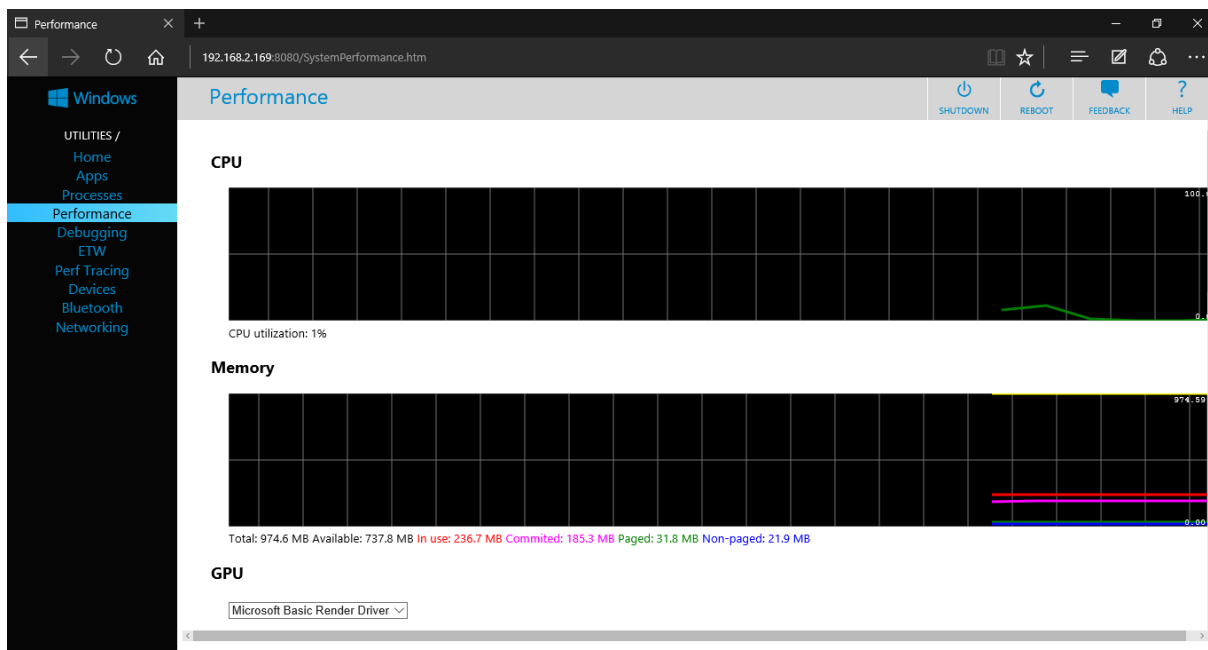 Performance
192.168.2.169:8080/SystemPerformance.htm
Windows
Performance
SHUTDOWN
REBOOT
FEEDBACK
? HELP
UTILITIES /
Home
Apps
Processes
Performance
Debugging
ETW
Perf Tracing
Devices
Bluetooth
Networking
CPU
100.
0.
CPU utilization: 1%
Memory
974.59
0.00
Total: 974.6 MB Available: 737.8 MB In use: 236.7 MB Commited: 185.3 MB Paged: 31.8 MB Non-paged: 21.9 MB
GPU
Microsoft Basic Render Driver